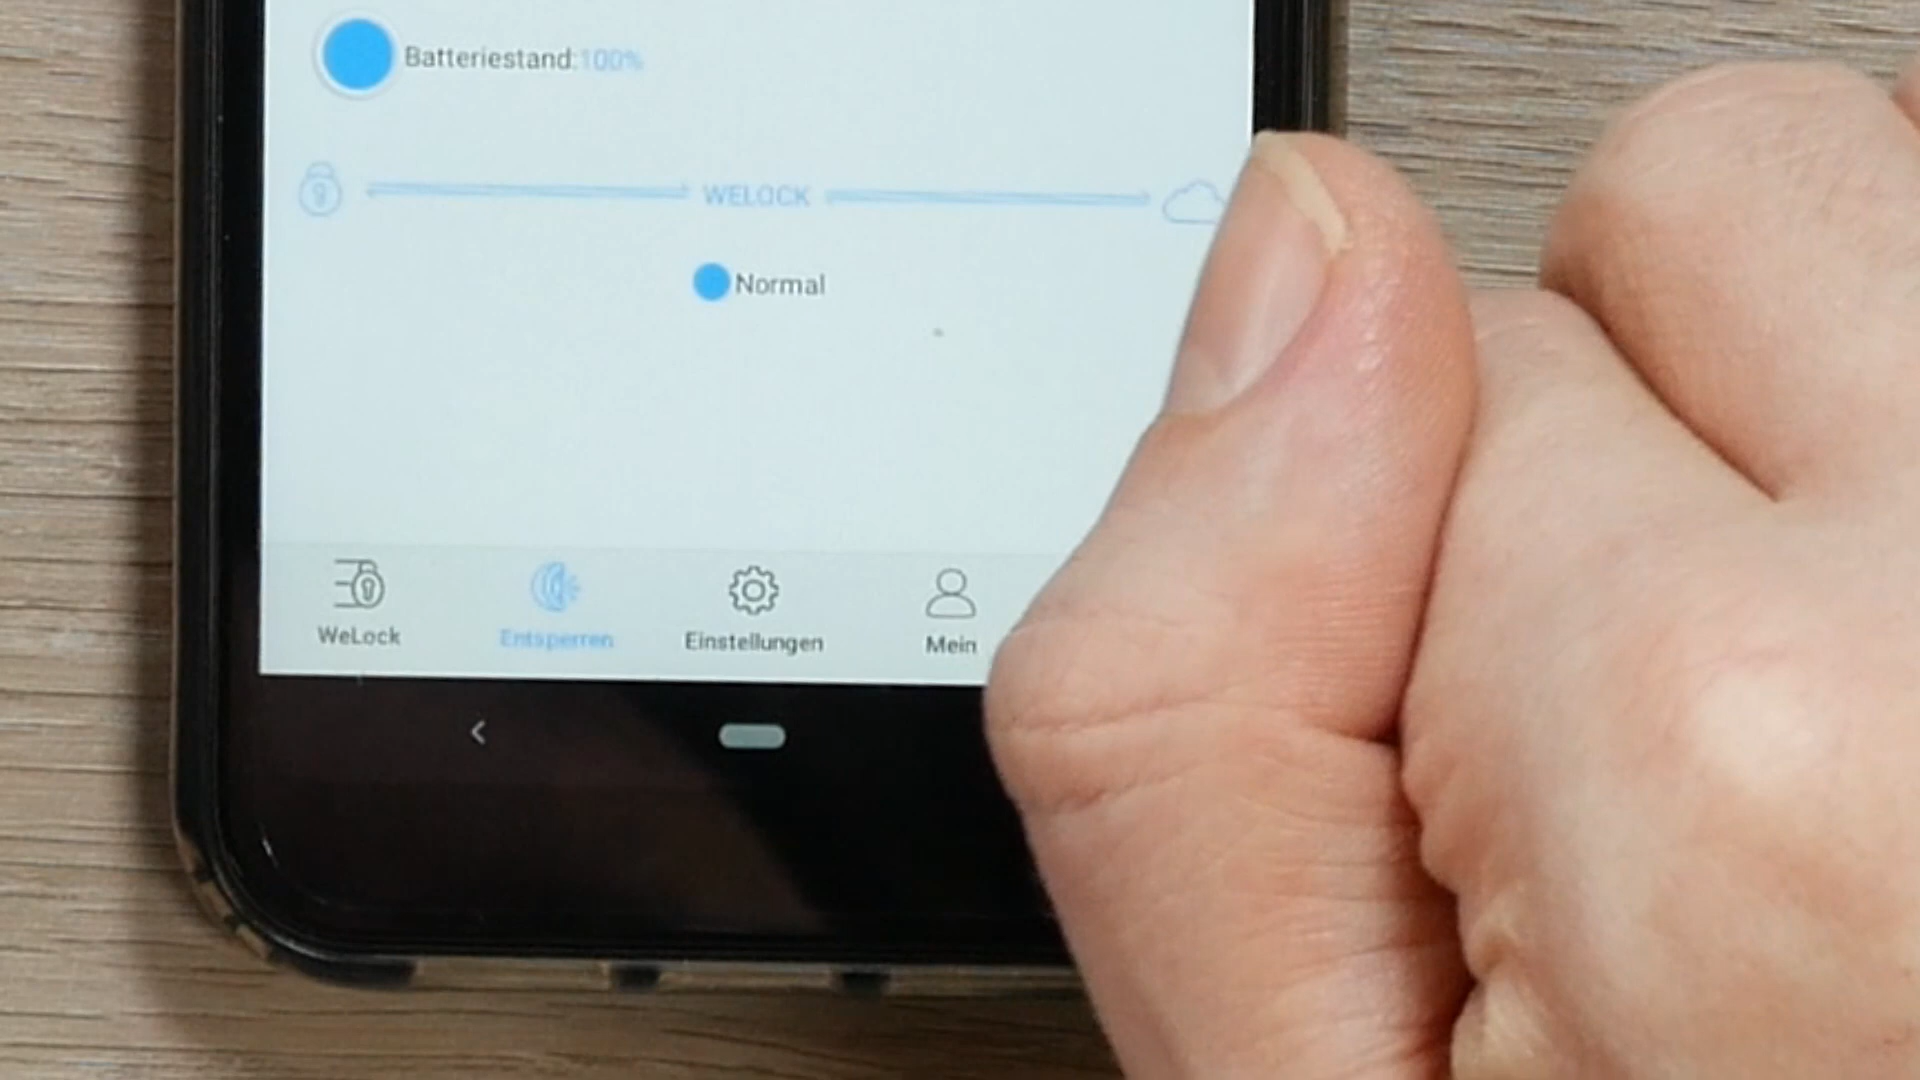 Batteriestand:100%
WELOCK
Normal
WeLock Entsperren Einstellungen Mein